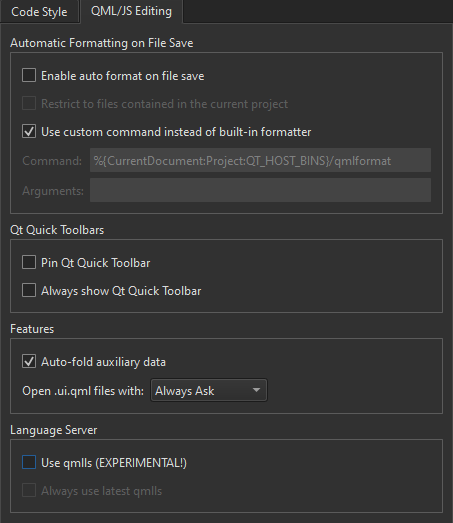 Code Style
QML/JS Editing
Automatic Formatting on File Save
Enable auto format on file save
Restrict to files contained in the current project
Use custom command instead of built-in formatter
Command: %{CurrentDocument:Project:QT_HOST_BINS}/qmlformat
Arguments:
Qt Quick Toolbars
Pin Qt Quick Toolbar
Always show Qt Quick Toolbar
Features
Auto-fold auxiliary data
Open .ui.qml files with: Always Ask
Language Server
Use qmlls (EXPERIMENTAL!)
Always use latest qmlls